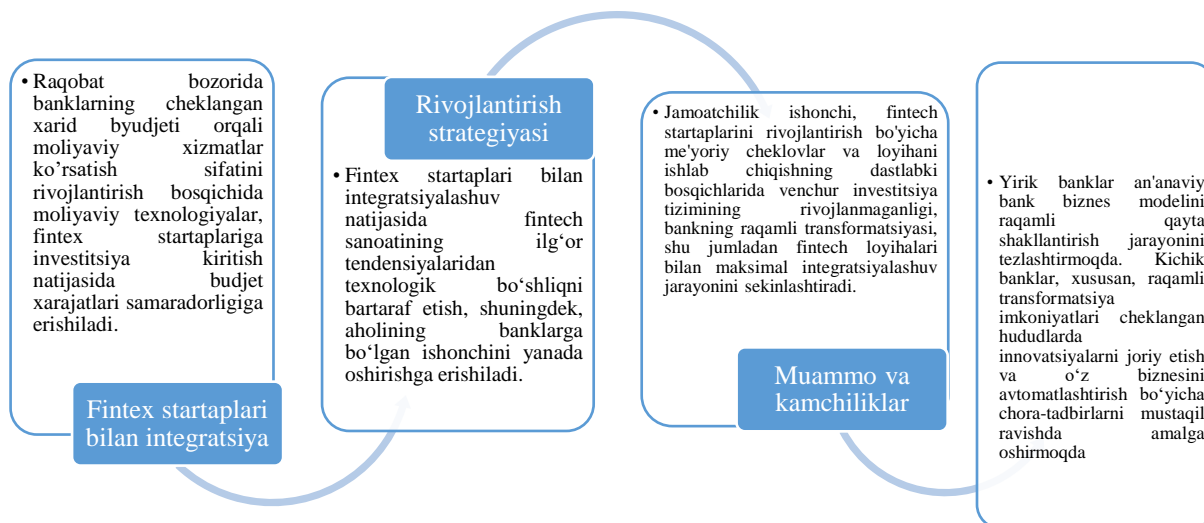 • Raqobat bozorida
banklarning cheklangan
xarid byudjeti orqali
moliyaviy xizmatlar
ko’rsatish sifatini
rivojlantirish bosqichida
moliyaviy texnologiyalar,
fintex startaplariga
investitsiya kiritish
natijasida budjet
xarajatlari samaradorligiga
erishiladi.
Fintex startaplari
bilan integratsiya
Rivojlantirish
strategiyasi
• Fintex startaplari bilan
integratsiyalashuv
natijasida fintech
sanoatining ilg‘or
tendensiyalaridan
texnologik bo‘shliqni
bartaraf etish, shuningdek,
aholining banklarga
bo‘lgan ishonchini yanada
oshirishga erishiladi.
• Jamoatchilik ishonchi, fintech
startaplarini rivojlantirish bo'yicha
me'yoriy cheklovlar va loyihani
ishlab chiqishning dastlabki
bosqichlarida venchur investitsiya
tizimining rivojlanmaganligi,
bankning raqamli transformatsiyasi,
shu jumladan fintech loyihalari
bilan maksimal integratsiyalashuv
jarayonini sekinlashtiradi.
Muammo va
kamchiliklar
• Yirik banklar an'anaviy
bank biznes modelini
raqamli qayta
shakllantirish jarayonini
tezlashtirmoqda. Kichik
banklar, xususan, raqamli
transformatsiya
imkoniyatlari cheklangan
hududlarda
innovatsiyalarni joriy etish
va o‘z biznesini
avtomatlashtirish bo‘yicha
chora-tadbirlarni mustaqil
ravishda amalga
oshirmoqda